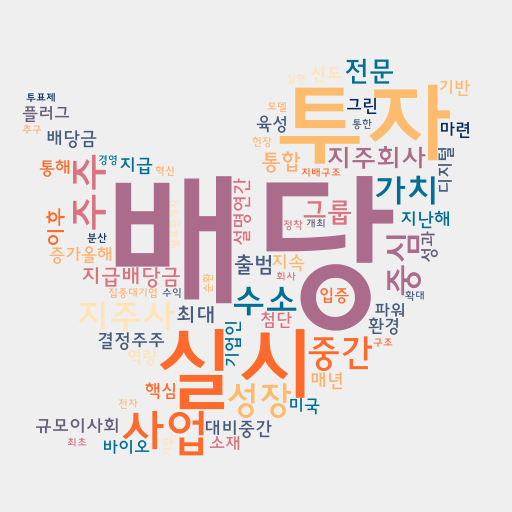 투표제
플러그
추구
배당금
통해
경영
지급
혁신
주주
이후
분산
증가올해
지급배당금
집중대기업
수익
지주사
최대
결정주주
역량
기업인
핵심
전자
규모이사회
최초
바이오
사업
실시
배당
투자
전문
선도
기반
모델
그린
육성
통한
마련
현장
통합
지배구조
지주회사
디지털
가치
설명연간
그룹
정착
개최
지난해
중심
성과
출범
지속
회사
순환
수소
입증
확대
첨단
파워
환경
중간
구조
매년
성장
미국
대비중간
소재